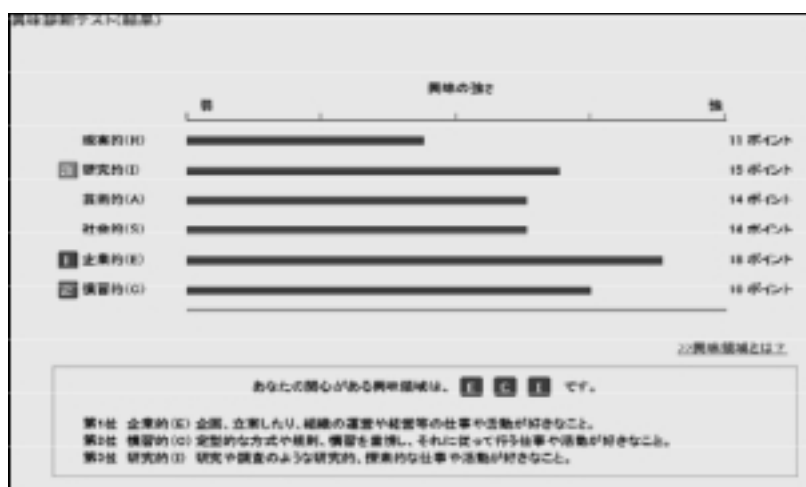 興味診断テスト(結果)
興味の強さ
弱 強
現実的(R) 11 ポイント
研究的(I) 15 ポイント
芸術的(A) 14 ポイント
社会的(S) 14 ポイント
企業的(E) 18 ポイント
慣習的(C) ポイント
>>興味領域とは?
あなたの関心がある興味領域は、 E C I です。
第1位 企業的(E) 企画、立案したり、組織の運営や経営等の仕事や活動が好きなこと。
第2位 慣習的(C) 定型的な方式や規則、慣習を重視し、それに従って行う仕事や活動が好きなこと。
第3位 研究的(I) 研究や調査のような研究的、探索的な仕事や活動が好きなこと。